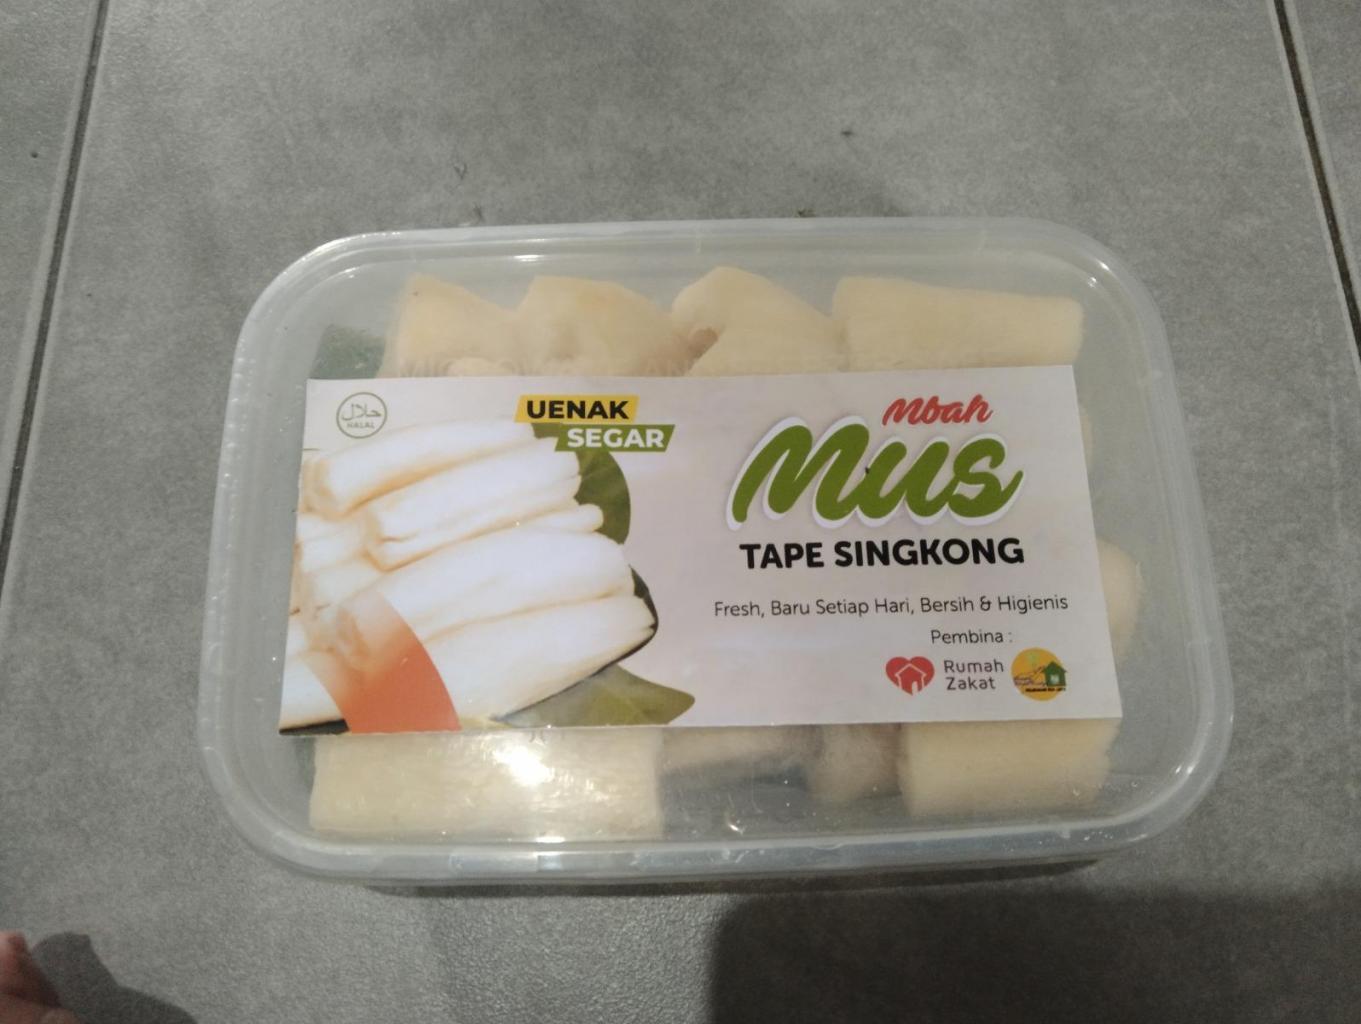 حلال
HALAL
UENAK
SEGAR
Mbah
Mus
TAPE SINGKONG
Fresh, Baru Setiap Hari, Bersih & Higienis
Pembina :
Rumah
Zakat